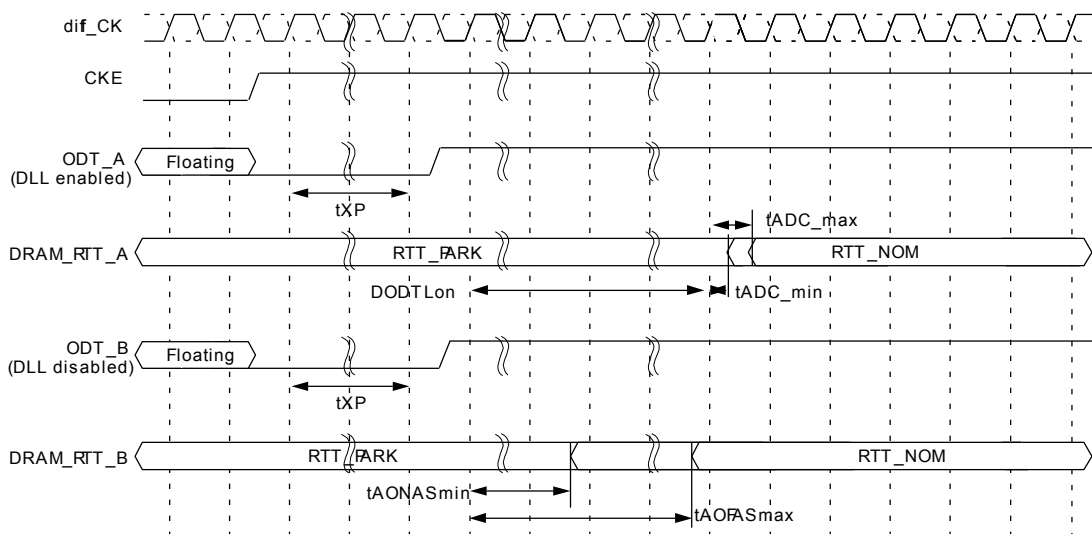 dif_CK
CKE
ODT_A
(DLL enabled)
Floating
tXP
tADC_max
DRAM_RTT_A
RTT_PARK
RTT_NOM
DODTLon
tADC_min
ODT_B
(DLL disabled)
Floating
tXP
DRAM_RTT_B
RTT_PARK
RTT_NOM
tAONASmin
tAOFASmax